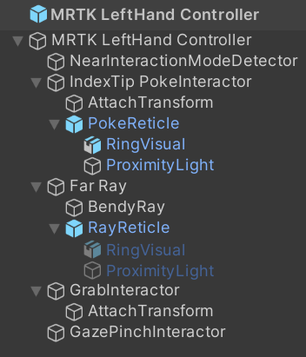 MRTK LeftHand Controller
MRTK LeftHand Controller
NearInteractionModeDetector
IndexTip PokeInteractor
AttachTransform
PokeReticle
RingVisual
ProximityLight
Far Ray
BendyRay
RayReticle
RingVisual
ProximityLight
GrabInteractor
AttachTransform
GazePinchInteractor